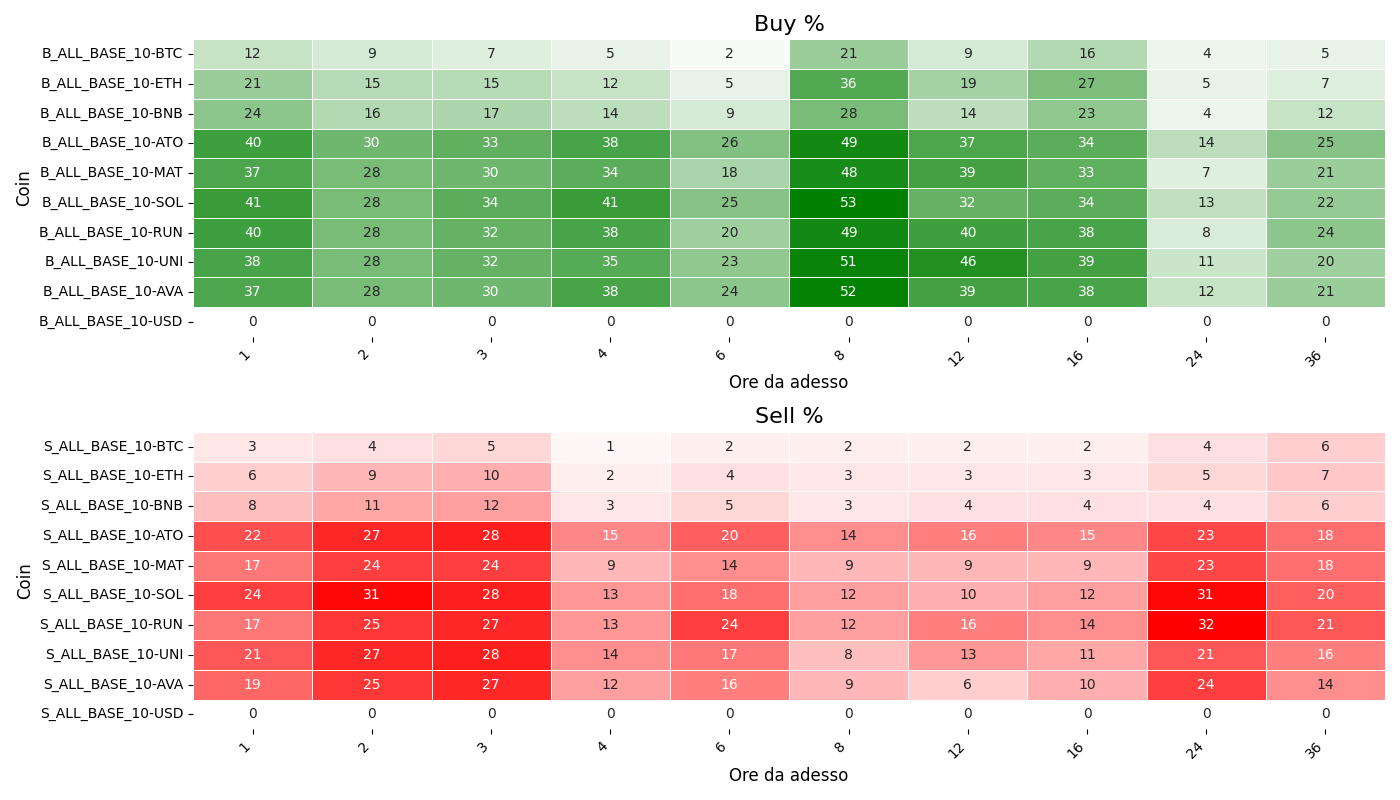 Buy %
Coin
B_ALL_BASE_10-BTC 12 9 7 5 2 21 9 16 4 5
B_ALL_BASE_10-ETH 21 15 15 12 5 36 19 27 5 7
B_ALL_BASE_10-BNB 24 16 17 14 9 28 14 23 4 12
B_ALL_BASE_10-ATO 40 30 33 38 26 49 37 34 14 25
B_ALL_BASE_10-MAT 37 28 30 34 18 48 39 33 7 21
B_ALL_BASE_10-SOL 41 28 34 41 25 53 32 34 13 22
B_ALL_BASE_10-RUN 40 28 32 38 20 49 40 38 8 24
B_ALL_BASE_10-UNI 38 28 32 35 23 51 46 39 11 20
B_ALL_BASE_10-AVA 37 28 30 38 24 52 39 38 12 21
B_ALL_BASE_10-USD 0 0 0 0 0 0 0 0 0 0
1 2 3 4 6 8 12 16 24 36
Ore da adesso
Sell %
Coin
S_ALL_BASE_10-BTC 3 4 5 1 2 2 2 2 4 6
S_ALL_BASE_10-ETH 6 9 10 2 4 3 3 3 5 7
S_ALL_BASE_10-BNB 8 11 12 3 5 3 4 4 4 6
S_ALL_BASE_10-ATO 22 27 28 15 20 14 16 15 23 18
S_ALL_BASE_10-MAT 17 24 24 9 14 9 9 9 23 18
S_ALL_BASE_10-SOL 24 31 28 13 18 12 10 12 31 20
S_ALL_BASE_10-RUN 17 25 27 13 24 12 16 14 32 21
S_ALL_BASE_10-UNI 21 27 28 14 17 8 13 11 21 16
S_ALL_BASE_10-AVA 19 25 27 12 16 9 6 10 24 14
S_ALL_BASE_10-USD 0 0 0 0 0 0 0 0 0 0
1 2 3 4 6 8 12 16 24 36
Ore da adesso